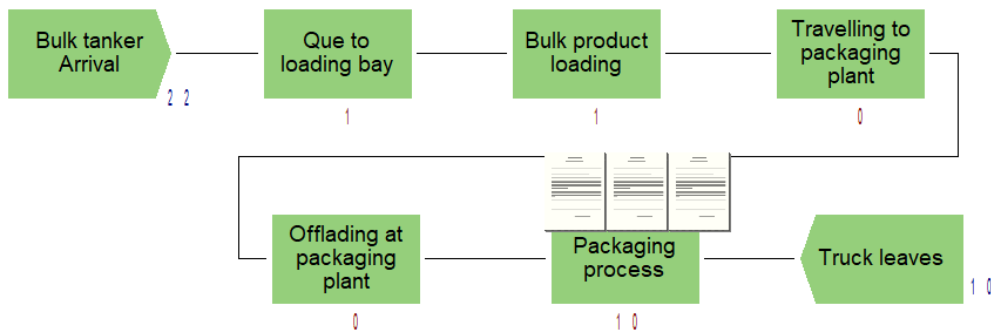 Bulk tanker
Arrival
2 2
Que to
loading bay
1
Bulk product
loading
1
Travelling to
packaging
plant
0
Offlading at
packaging
plant
0
Packaging
process
1 0
Truck leaves
1 0